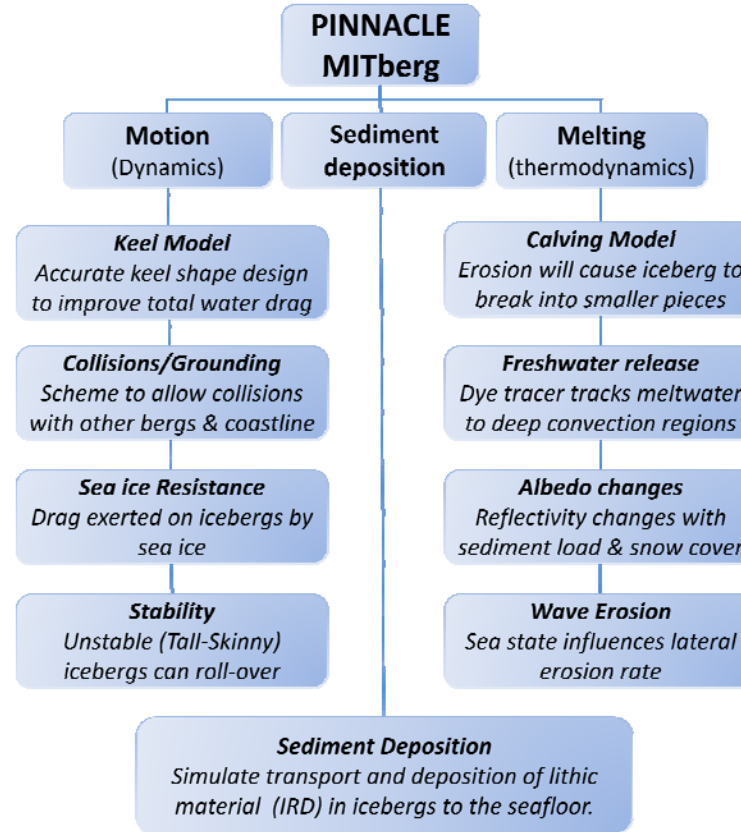 PINNACLE
MITberg
Motion
(Dynamics)
Sediment
deposition
Melting
(thermodynamics)
Keel Model
Accurate keel shape design
to improve total water drag
Collisions/Grounding
Scheme to allow collisions
with other bergs & coastline
Sea ice Resistance
Drag exerted on icebergs by
sea ice
Stability
Unstable (Tall-Skinny)
icebergs can roll-over
Calving Model
Erosion will cause iceberg to
break into smaller pieces
Freshwater release
Dye tracer tracks meltwater
to deep convection regions
Albedo changes
Reflectivity changes with
sediment load & snow cover
Wave Erosion
Sea state influences lateral
erosion rate
Sediment Deposition
Simulate transport and deposition of lithic
material (IRD) in icebergs to the seafloor.